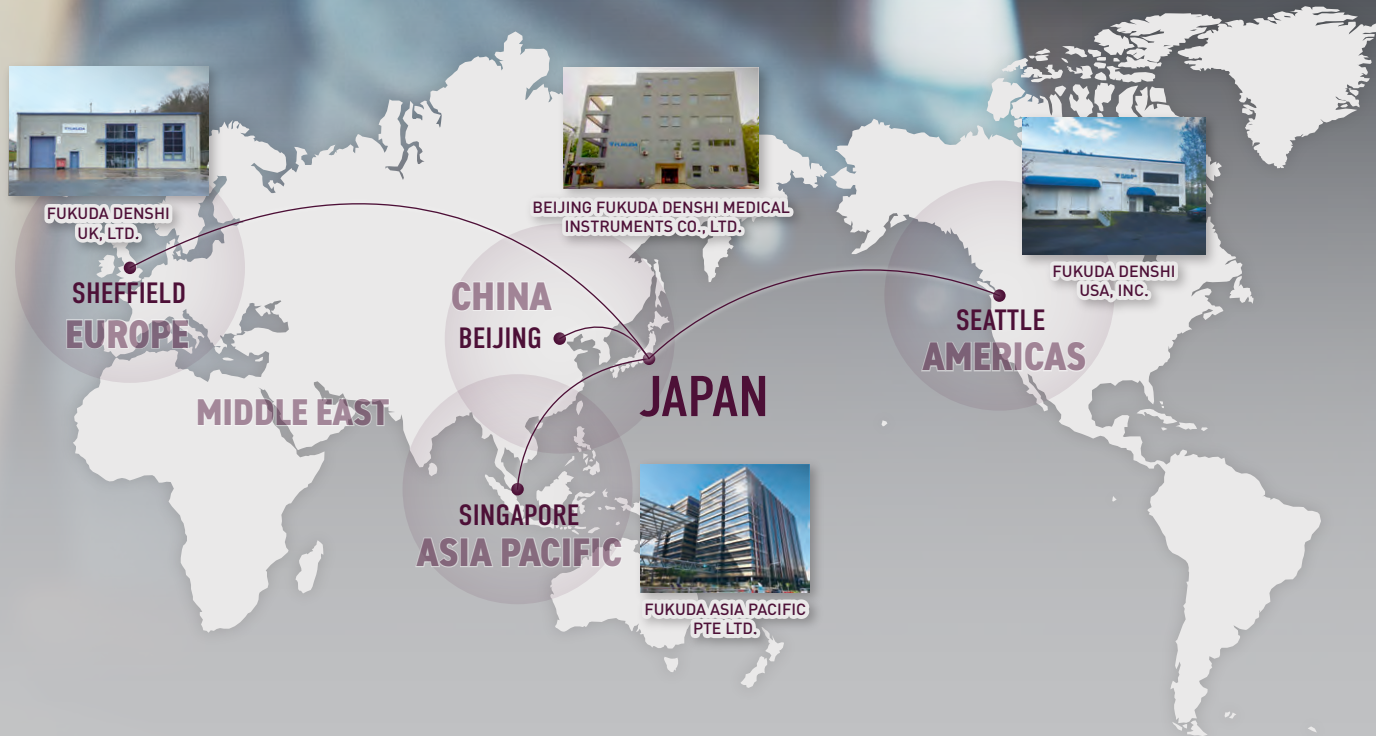 FUKUDA DENSHI
UK, LTD.
SHEFFIELD
EUROPE
MIDDLE EAST
BEIJING FUKUDA DENSHI MEDICAL
INSTRUMENTS CO., LTD.
CHINA
BEIJING
JAPAN
SINGAPORE
ASIA PACIFIC
FUKUDA ASIA PACIFIC
PTE LTD.
FUKUDA DENSHI
USA, INC.
SEATTLE
AMERICAS